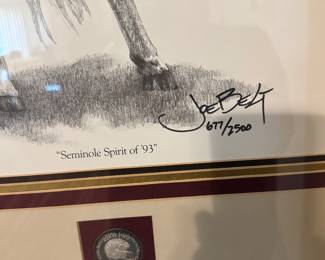 Joe Belt
677/2500
"Seminole Spirit of '93"